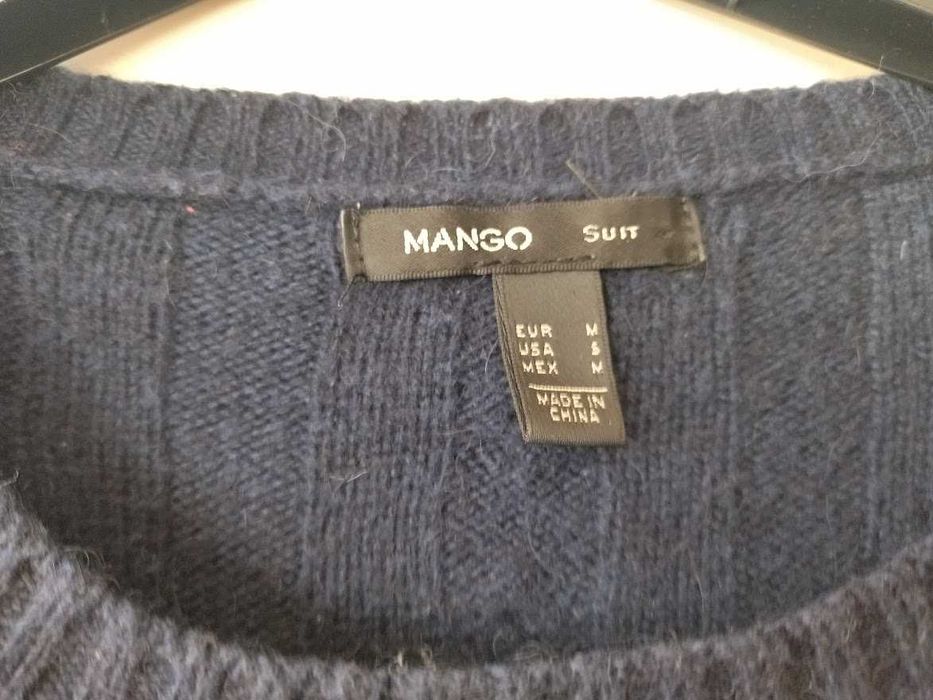 MANGO SUIT
EUR M
USA S
MEX M
MADE IN
CHINA